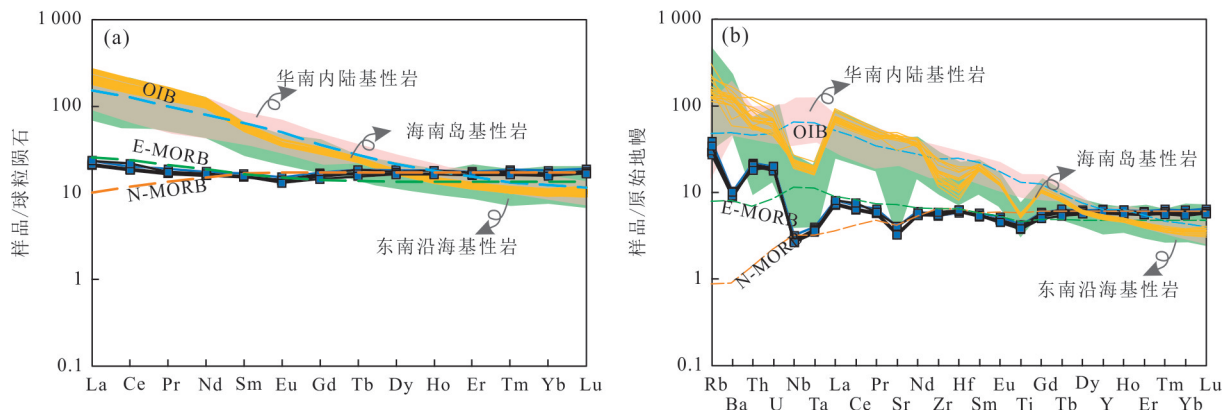 (a)
样品/球粒陨石
1 000
100
10
1
0.1
OIB
E-MORB
N-MORB
华南内陆基性岩
海南岛基性岩
东南沿海基性岩
La Ce Pr Nd Sm Eu Gd Tb Dy Ho Er Tm Yb Lu
(b)
样品/原始地幔
1 000
100
10
1
0.1
OIB
E-MORB
N-MORB
华南内陆基性岩
海南岛基性岩
东南沿海基性岩
Rb Th Nb La Pr Nd Hf Eu Gd Dy Ho Tm Lu
Ba U Ta Ce Sr Zr Sm Ti Tb Y Er Yb